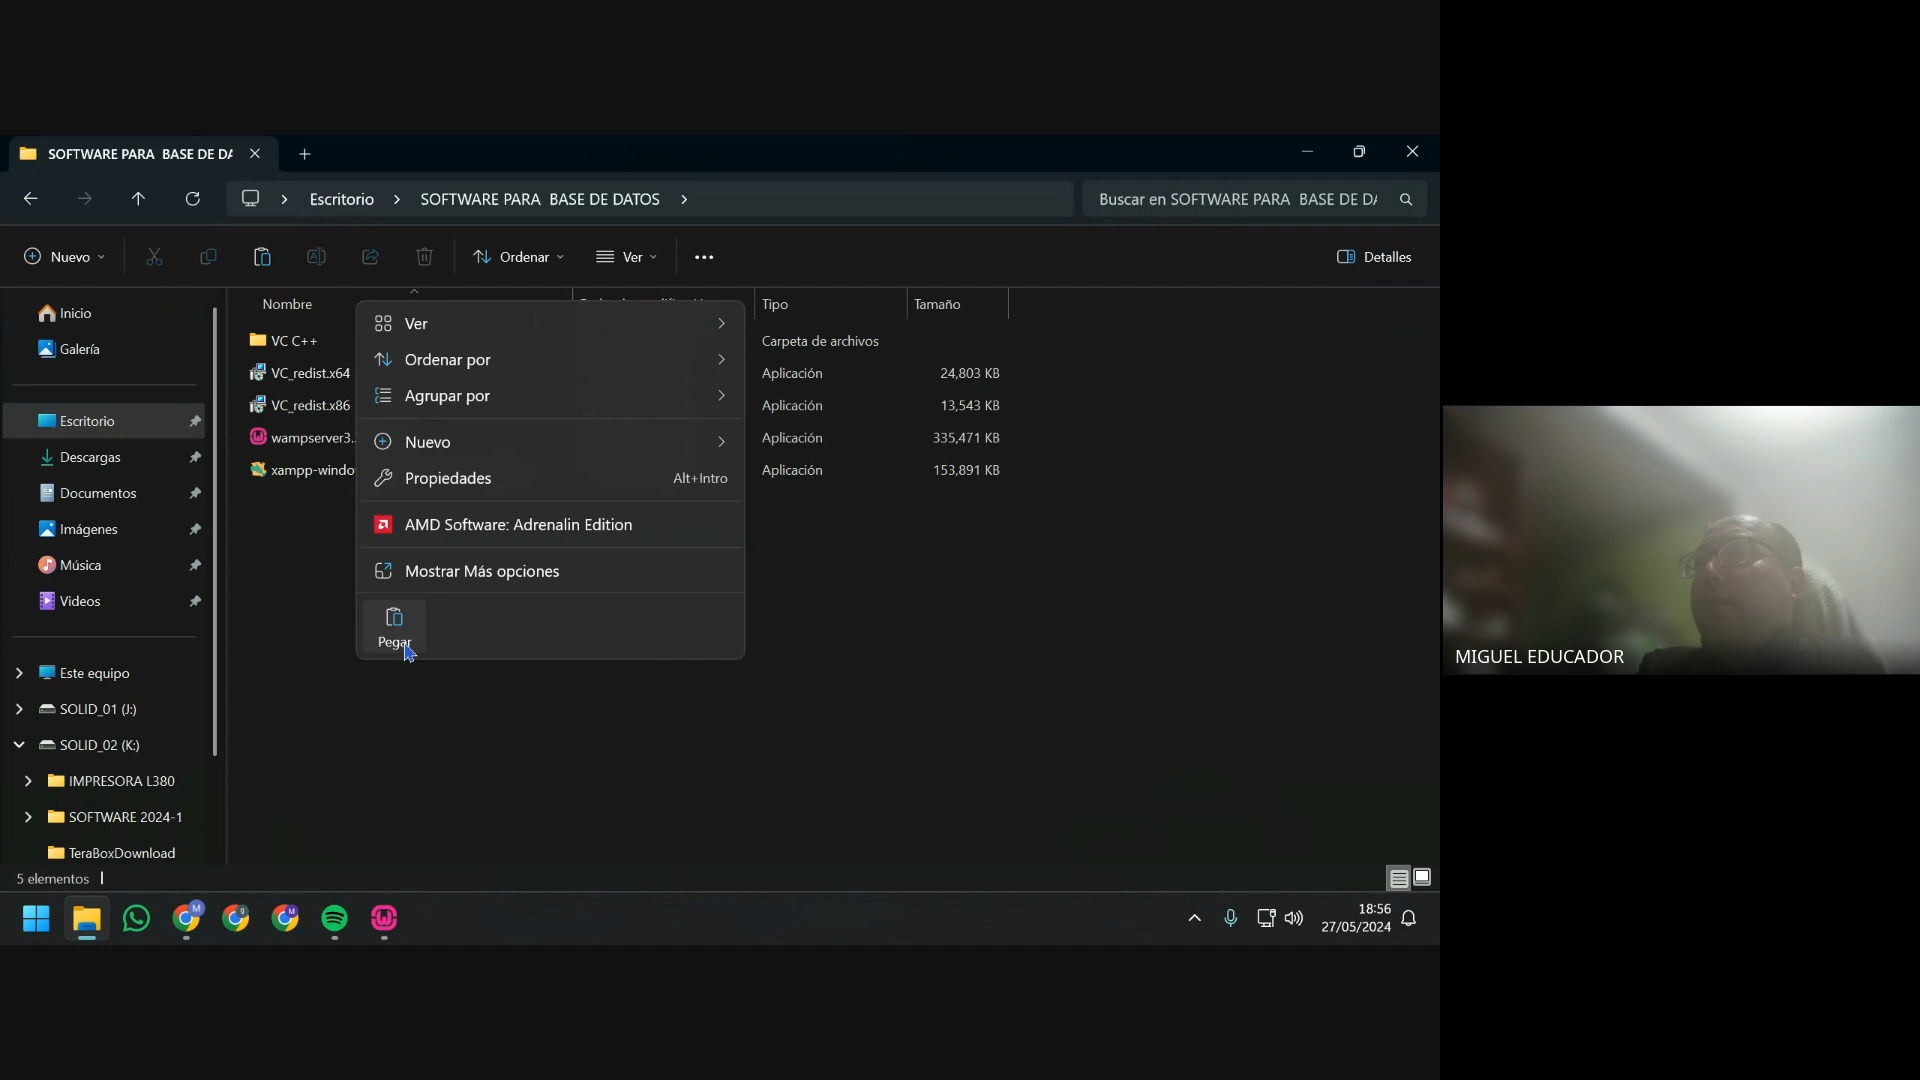 SOFTWARE PARA  BASE DE DA
Escritorio
SOFTWARE PARA  BASE DE DATOS
Buscar en SOFTWARE PARA  BASE DE DA
Nuevo
Ordenar
Ver
Detalles
Nombre
Tipo
Tamaño
VC C++
Carpeta de archivos
VC_redist.x64
Aplicación
24,803 KB
VC_redist.x86
Aplicación
13,543 KB
wampserver3.
Aplicación
335,471 KB
xampp-windo
Aplicación
153,891 KB
Ver
Ordenar por
Agrupar por
Nuevo
Propiedades
Alt+Intro
AMD Software: Adrenalin Edition
Mostrar Más opciones
Pegar
Inicio
Galería
Escritorio
Descargas
Documentos
Imágenes
Música
Videos
Este equipo
SOLID_01 (J:)
SOLID_02 (K:)
IMPRESORA L380
SOFTWARE 2024-1
TeraBoxDownload
5 elementos
18:56
27/05/2024
MIGUEL EDUCADOR